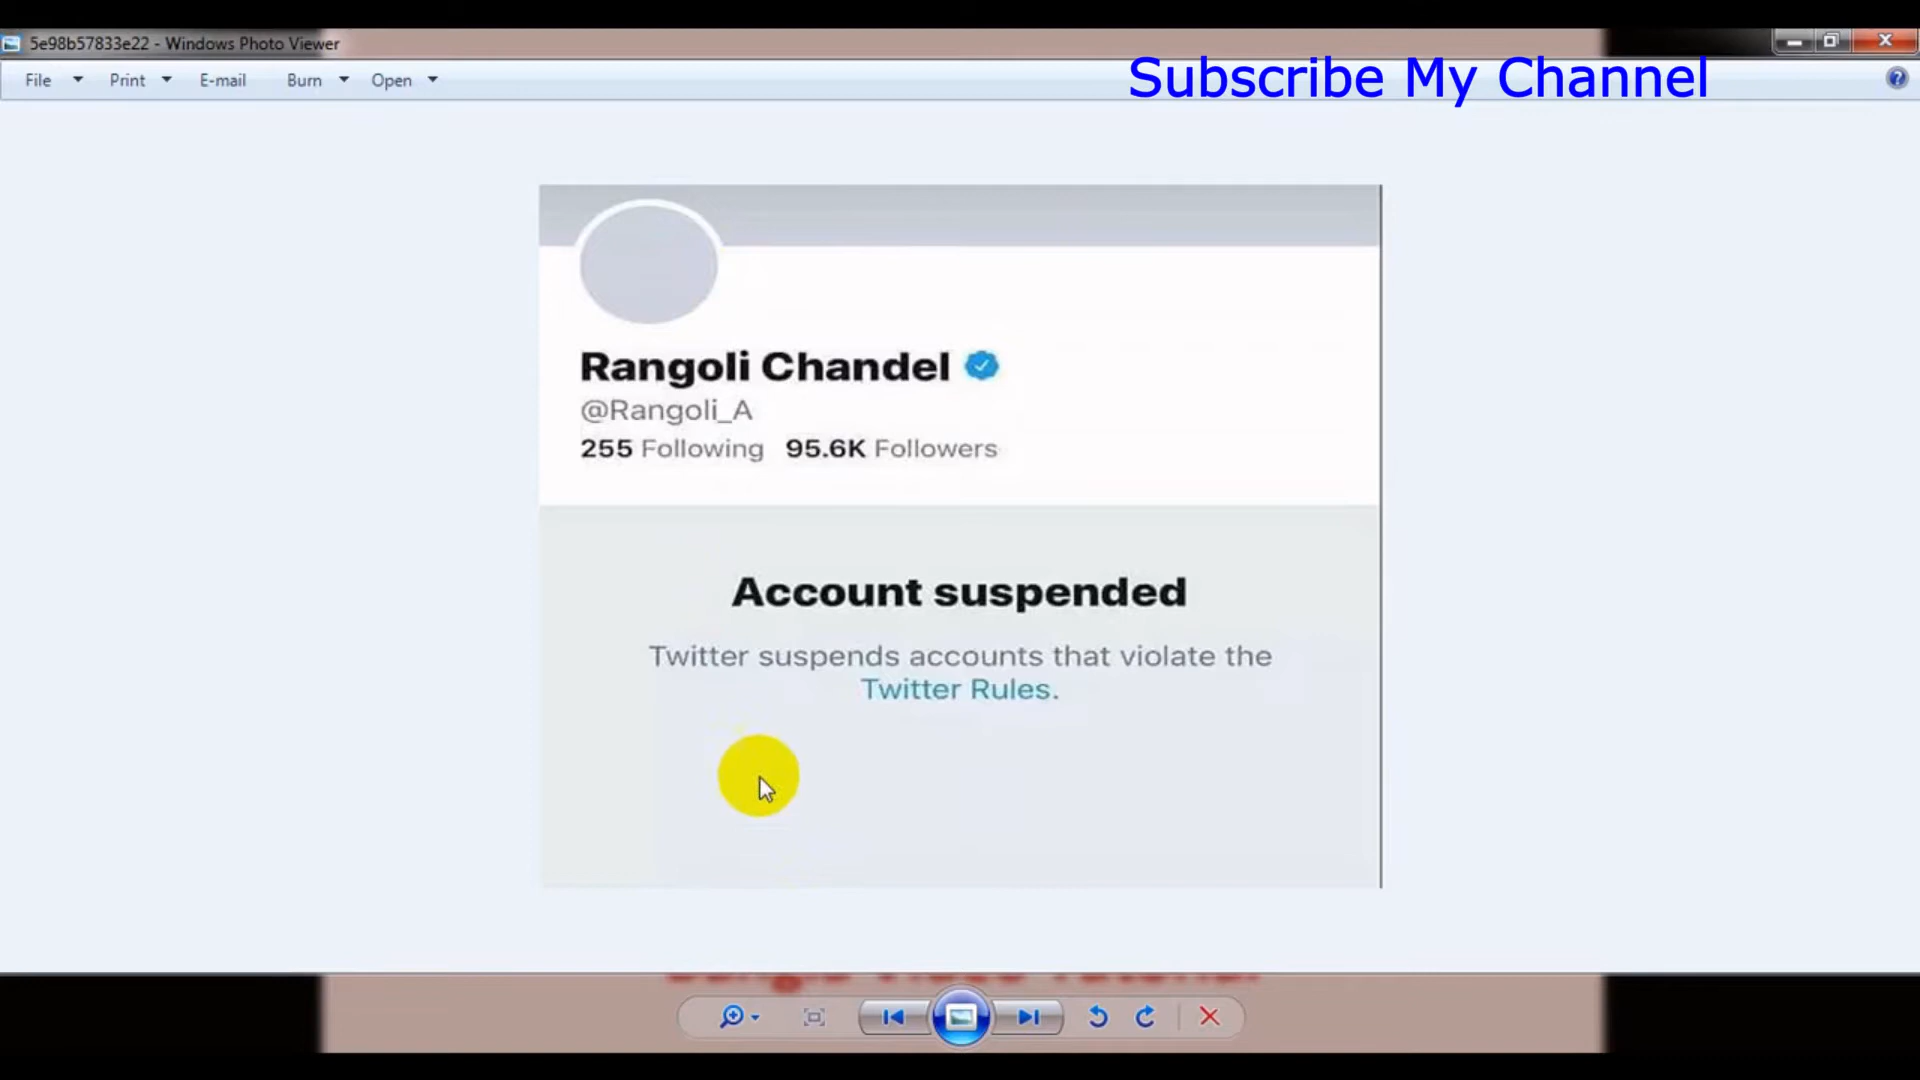 5e98b57833e22 - Windows Photo Viewer
File Print E-mail Burn Open
Subscribe My Channel
Rangoli Chandel
@Rangoli_A
255 Following 95.6K Followers
Account suspended
Twitter suspends accounts that violate the
Twitter Rules.